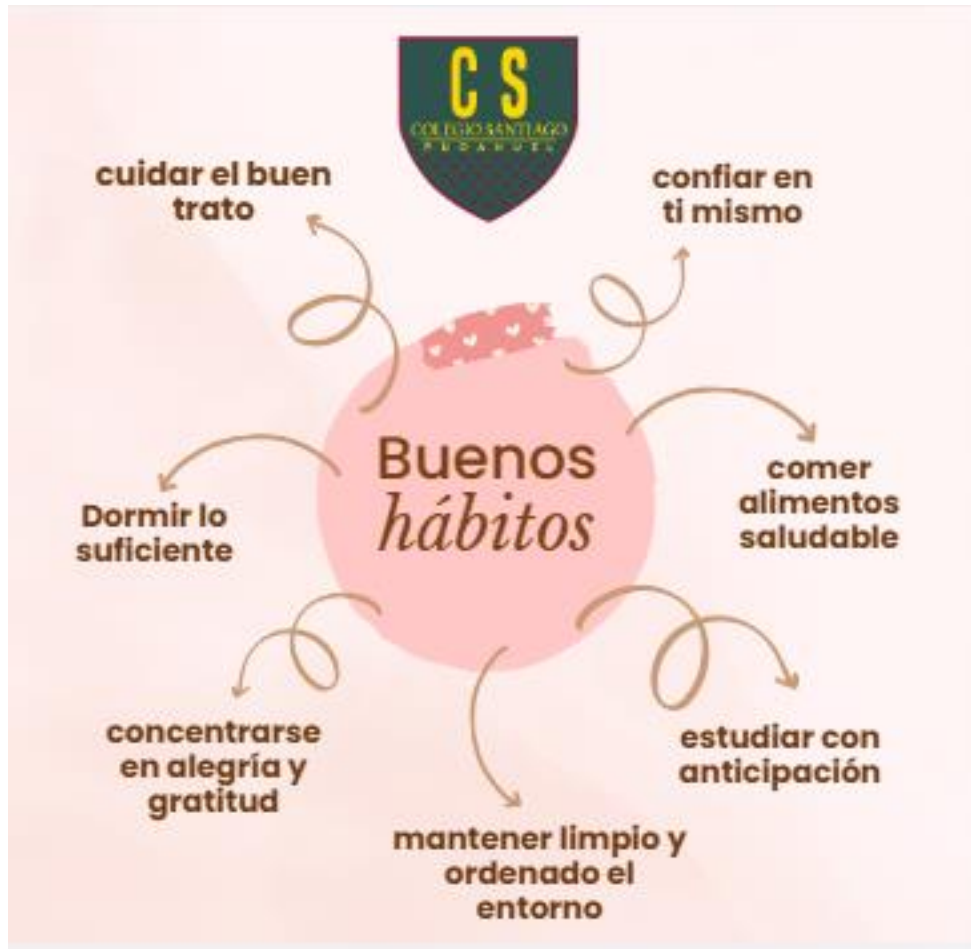 C S
COLEGIO SANTIAGO
PUDAHUEL
cuidar el buen
trato
confiar en
ti mismo
Buenos
hábitos
comer
alimentos
saludable
Dormir lo
suficiente
estudiar con
anticipación
concentrarse
en alegría y
gratitud
mantener limpio y
ordenado el
entorno